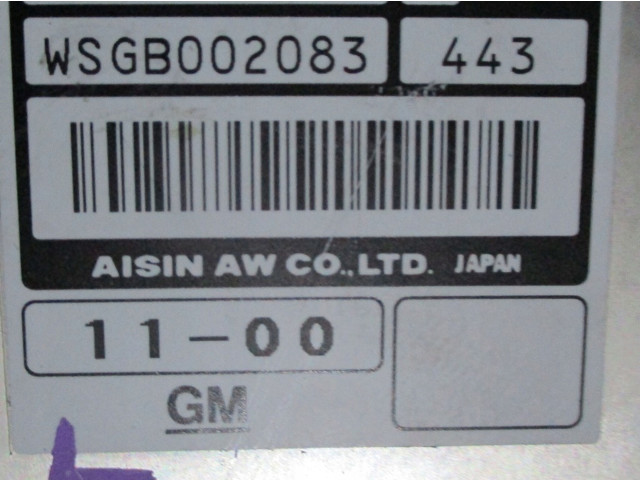 WSGB002083 443
AISIN AW CO.,LTD. JAPAN
11-00
GM